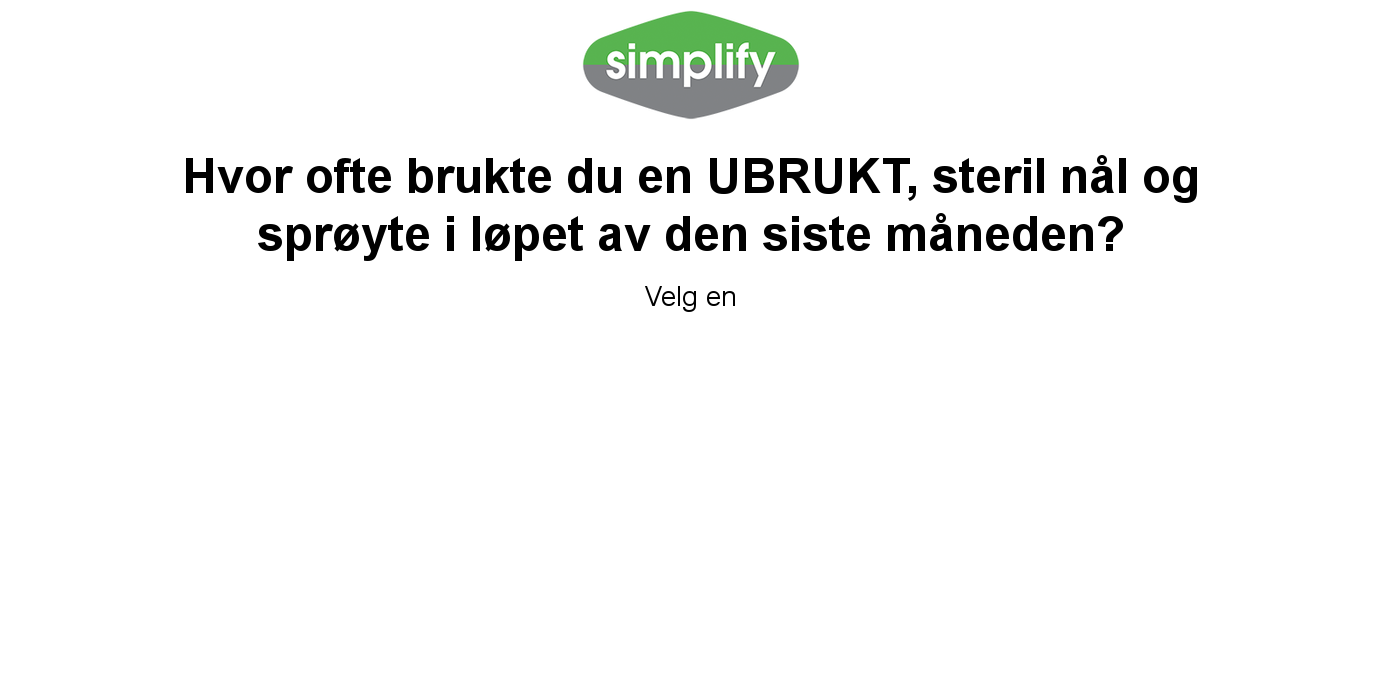 simplify
Hvor ofte brukte du en UBRUKT, steril nål og
sprøyte i løpet av den siste måneden?
Velg en